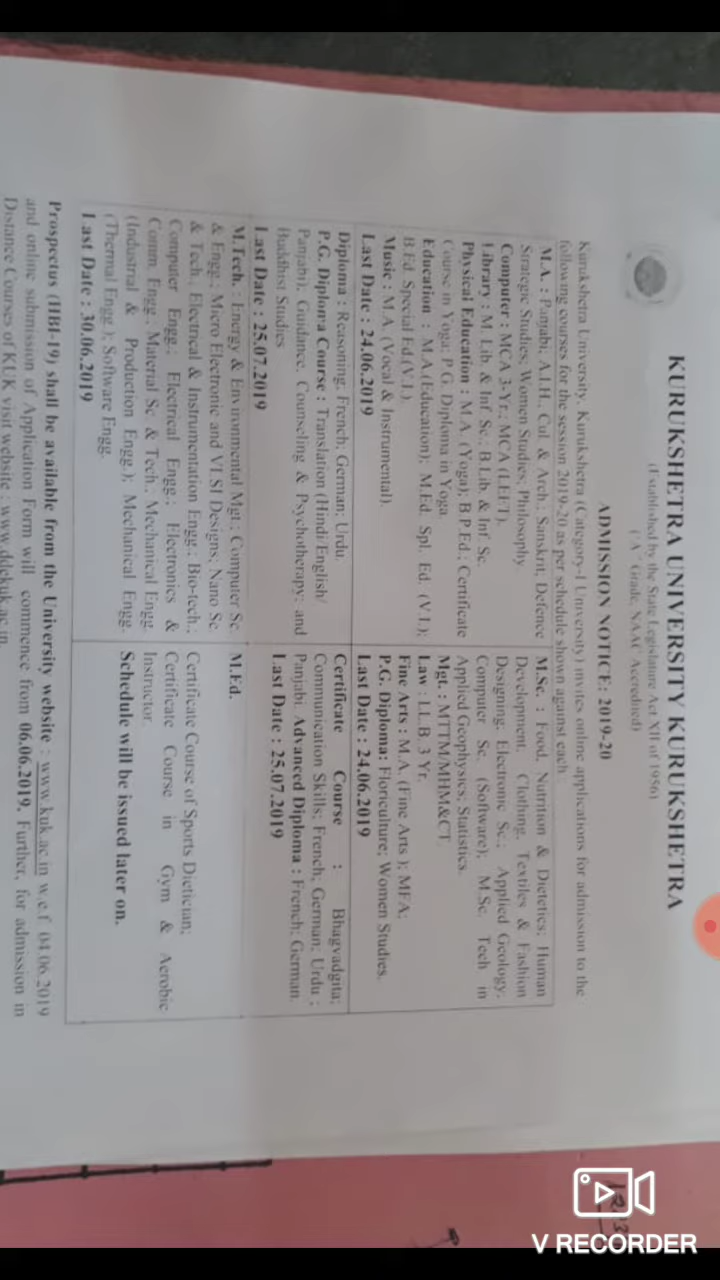 KURUKSHETRA UNIVERSITY KURUKSHETRA
(Established by the State Legislature Act XII of 1956)
('A+' Grade, NAAC Accredited)
ADMISSION NOTICE: 2019-20
Kurukshetra University, Kurukshetra (Category-I University) invites online applications for admission to the
following courses for the session 2019-20 as per schedule shown against each :
M.A. : Panjabi; A.I.H. Cul. & Arch.; Sanskrit; Defence
Strategic Studies; Women Studies; Philosophy
Computer : MCA 3-Yr.; MCA (LEET).
Library : M. Lib. & Inf. Sc.; B.Lib. & Inf. Sc.
Physical Education : M.A. (Yoga); B.P.Ed.; Certificate
Course in Yoga; P.G. Diploma in Yoga
Education : M.A.(Education); M.Ed. Spl. Ed. (V.I.);
B.Ed. Special Ed.(V.I.).
Music : M.A. (Vocal & Instrumental).
Last Date : 24.06.2019
M.Sc. : Food, Nutrition & Dietetics; Human
Development, Clothing, Textiles & Fashion
Designing; Electronic Sc.; Applied Geology,
Computer Sc. (Software); M.Sc. Tech in
Applied Geophysics; Statistics.
Mgt. : MTTM/MHM&CT.
Law : LL.B. 3 Yr.
Fine Arts : M.A. (Fine Arts ); MFA;
P.G. Diploma: Floriculture; Women Studies.
Last Date : 24.06.2019
Diploma : Reasoning; French; German; Urdu.
P.G. Diploma Course : Translation (Hindi/English/
Panjabi), Guidance, Counseling & Psychotherapy; and
Buddhist Studies
Last Date : 25.07.2019
Certificate Course : Bhagvadgita;
Communication Skills; French; German; Urdu ;
Panjabi. Advanced Diploma : French; German.
Last Date : 25.07.2019
M.Tech. : Energy & Environmental Mgt.; Computer Sc.
& Engg.; Micro Electronic and VLSI Designs; Nano Sc.
& Tech.; Electrical & Instrumentation Engg.; Bio-tech.;
Computer Engg.; Electrical Engg.; Electronics &
Comm. Engg.; Material Sc & Tech.; Mechanical Engg.
(Industrial & Production Engg.); Mechanical Engg.
(Thermal Engg.); Software Engg.
Last Date : 30.06.2019
M.Ed.
Certificate Course of Sports Dietician;
Certificate Course in Gym & Aerobic
Instructor.
Schedule will be issued later on.
Prospectus (HBI-19) shall be available from the University website : www.kuk.ac.in w.e.f. 04.06.2019
and online submission of Application Form will commence from 06.06.2019. Further, for admission in
Distance Courses of KUK visit website : www.ddekuk.ac.in.
V RECORDER